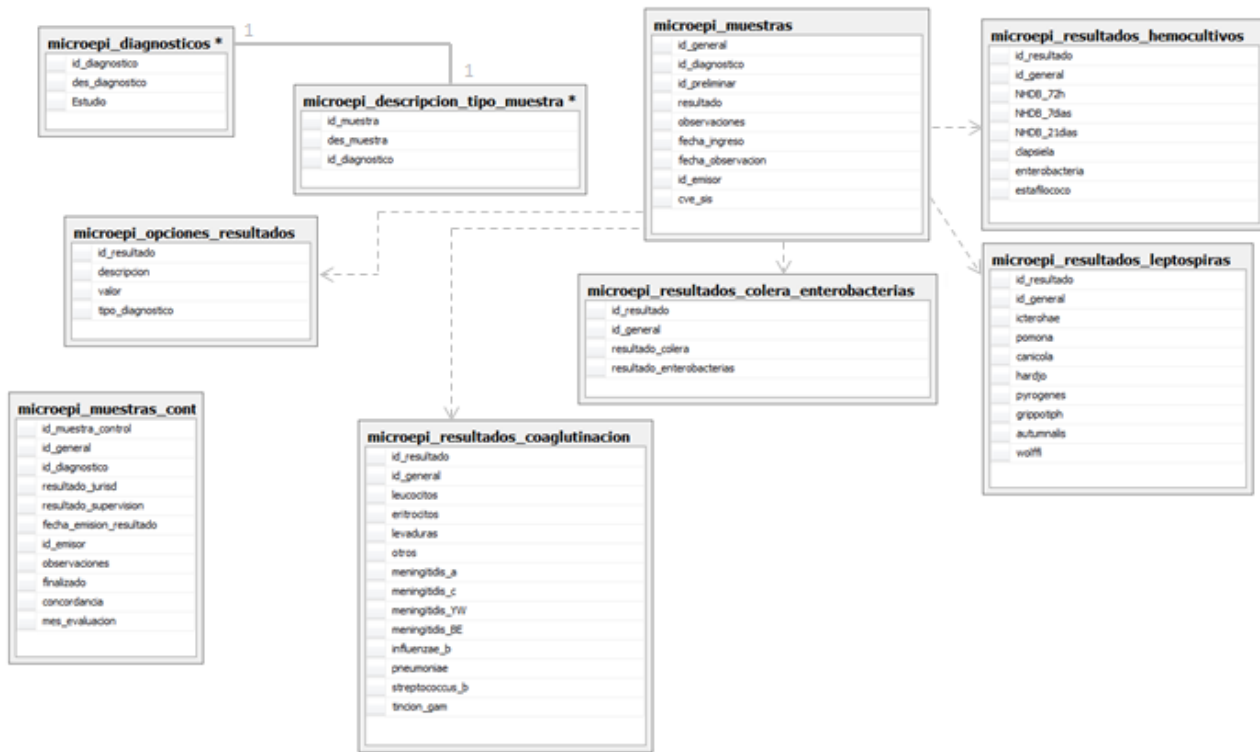 microepi_diagnosticos *
id_diagnostico
des_diagnostico
Estudio
1
1
microepi_descripcion_tipo_muestra *
id_muestra
des_muestra
id_diagnostico
microepi_muestras
id_general
id_diagnostico
id_preliminar
resultado
observaciones
fecha_ingreso
fecha_observacion
id_emisor
cve_sis
microepi_resultados_hemocultivos
id_resultado
id_general
NHDB_72h
NHDB_7dias
NHDB_21dias
clapsiela
enterobacteria
estafilococo
microepi_opciones_resultados
id_resultado
descripcion
valor
tipo_diagnostico
microepi_resultados_colera_enterobacterias
id_resultado
id_general
resultado_colera
resultado_enterobacterias
microepi_resultados_leptospiras
id_resultado
id_general
icterohae
pomona
canicola
hardjo
pyrogenes
grippotiph
autumnalis
wolffi
microepi_muestras_cont
id_muestra_control
id_general
id_diagnostico
resultado_jurisd
resultado_supervision
fecha_emision_resultado
id_emisor
observaciones
finalizado
concordancia
mes_evaluacion
microepi_resultados_coaglutinacion
id_resultado
id_general
leucocitos
eritrocitos
levaduras
otros
meningitidis_a
meningitidis_c
meningitidis_YW
meningitidis_BE
influenzae_b
pneumoniae
streptococcus_b
tincion_gam